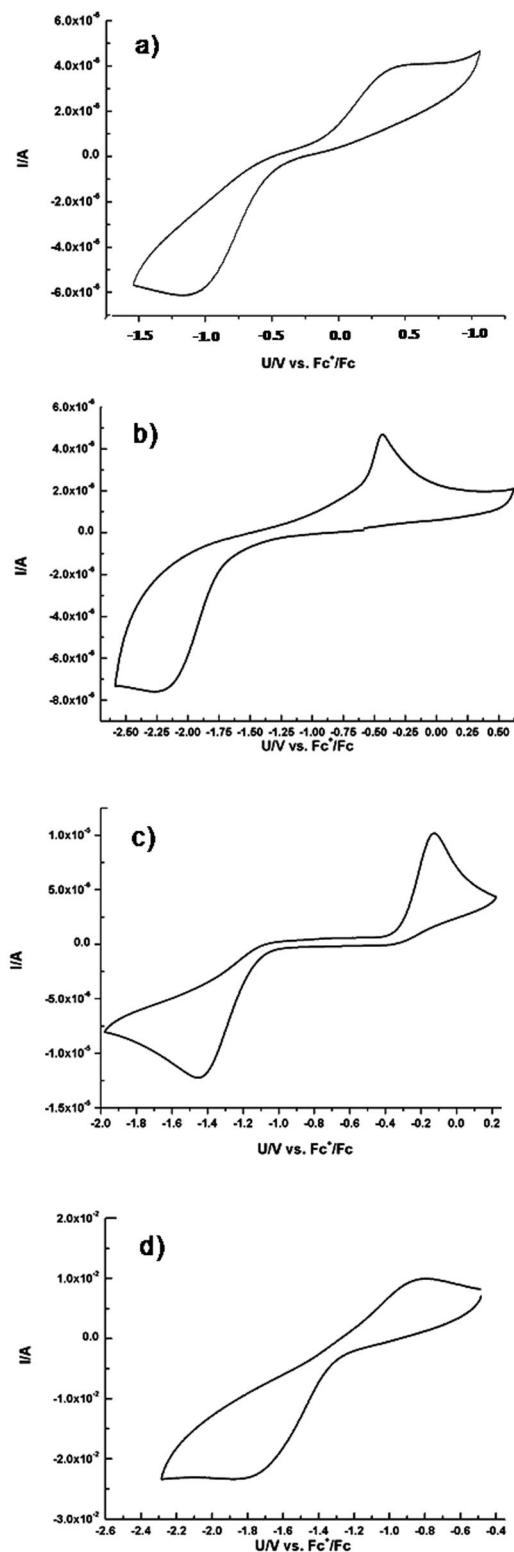 a)
6.0x10⁻⁶
4.0x10⁻⁶
2.0x10⁻⁶
0.0
-2.0x10⁻⁶
-4.0x10⁻⁶
-6.0x10⁻⁶
I/A
-1.5 -1.0 0.5 0.0 0.5 -1.0
U/V vs. Fc⁺/Fc
b)
6.0x10⁻⁶
4.0x10⁻⁶
2.0x10⁻⁶
0.0
-2.0x10⁻⁶
-4.0x10⁻⁶
-6.0x10⁻⁶
-8.0x10⁻⁶
I/A
-2.50 -2.25 -2.00 -1.75 -1.50 -1.25 -1.00 -0.75 -0.50 -0.25 0.00 0.25 0.50
U/V vs. Fc⁺/Fc
c)
1.0x10⁻⁵
5.0x10⁻⁶
0.0
-5.0x10⁻⁶
-1.0x10⁻⁵
-1.5x10⁻⁵
I/A
-2.0 -1.8 -1.6 -1.4 -1.2 -1.0 -0.8 -0.6 -0.4 -0.2 0.0 0.2
U/V vs. Fc⁺/Fc
d)
2.0x10⁻²
1.0x10⁻²
0.0
-1.0x10⁻²
-2.0x10⁻²
-3.0x10⁻²
I/A
-2.6 -2.4 -2.2 -2.0 -1.8 -1.6 -1.4 -1.2 -1.0 -0.8 -0.6 -0.4
U/V vs. Fc⁺/Fc